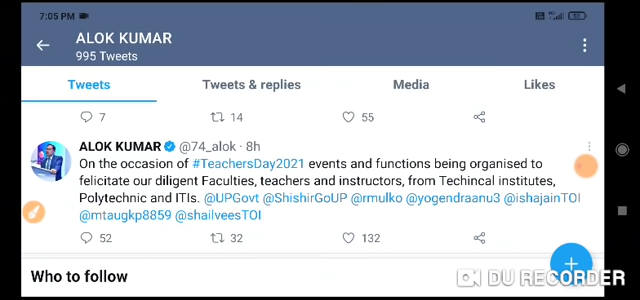 7:05 PM
ALOK KUMAR
995 Tweets
Tweets Tweets & replies Media Likes
7 14 55
ALOK KUMAR @74_alok · 8h
On the occasion of #TeachersDay2021 events and functions being organised to
felicitate our diligent Faculties, teachers and instructors, from Techincal institutes,
Polytechnic and ITIs. @UPGovt @ShishirGoUP @rmulko @yogendraanu3 @ishajainTOI
@mtaugkp8859 @shailveesTOI
52 32 132
Who to follow
DU RECORDER